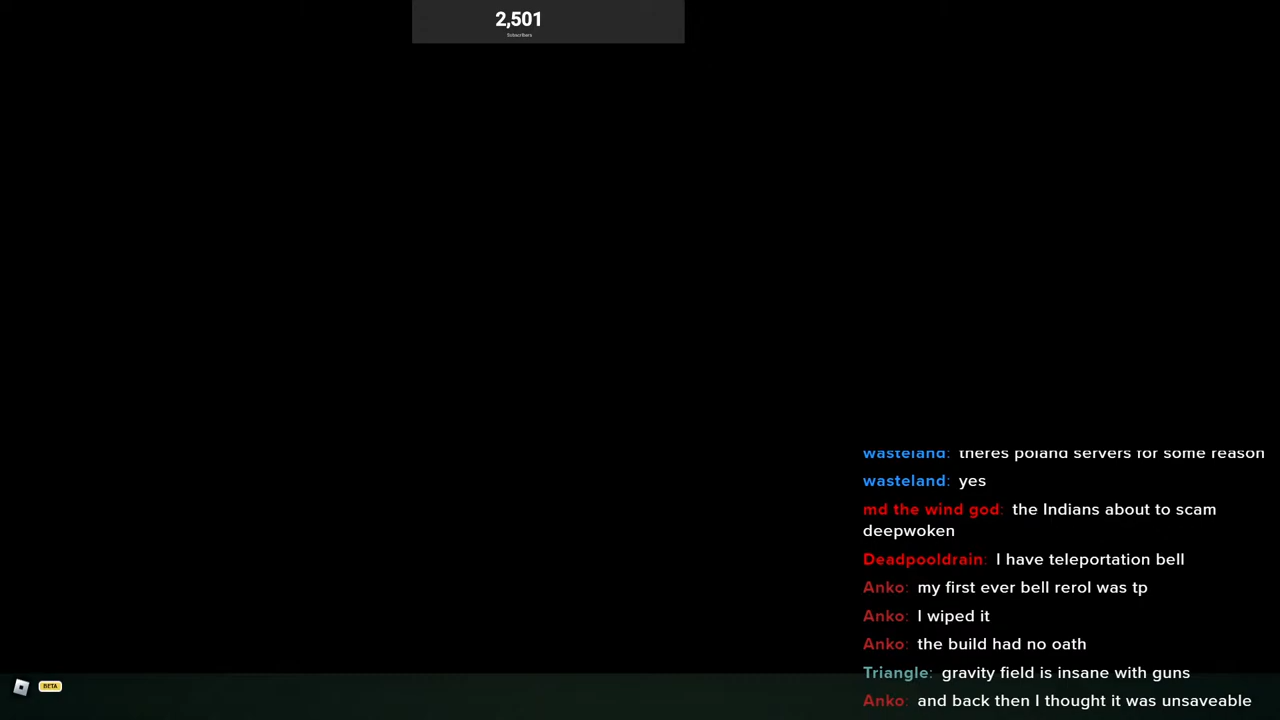 2,501
Subscribers
wasteland: theres poland servers for some reason
wasteland: yes
md the wind god: the Indians about to scam
deepwoken
Deadpooldrain: I have teleportation bell
Anko: my first ever bell rerol was tp
Anko: I wiped it
Anko: the build had no oath
Triangle: gravity field is insane with guns
BETA
Anko: and back then I thought it was unsaveable